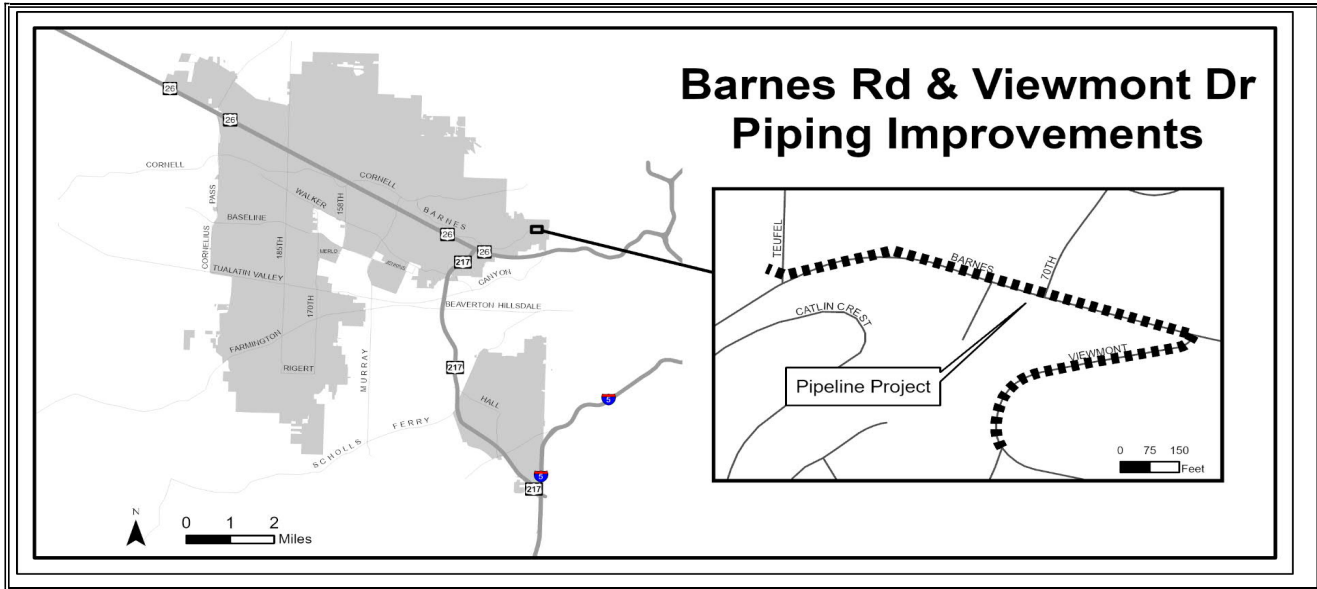 Barnes Rd & Viewmont Dr
Piping Improvements
26
26
CORNELL
CORNELL
PASS
WALKER
158TH
BARNES
BASELINE
26
26
217
CORNELIUS
185TH
MERLO
JENKINS
CANYON
TUALATIN VALLEY
170TH
BEAVERTON HILLSDALE
FARMINGTON
MURRAY
RIGERT
217
HALL
5
SCHOLLS FERRY
5
217
N
0 1 2
Miles
TEUFEL
BARNES
70TH
CATLIN CREST
VIEWMONT
Pipeline Project
0 75 150
Feet